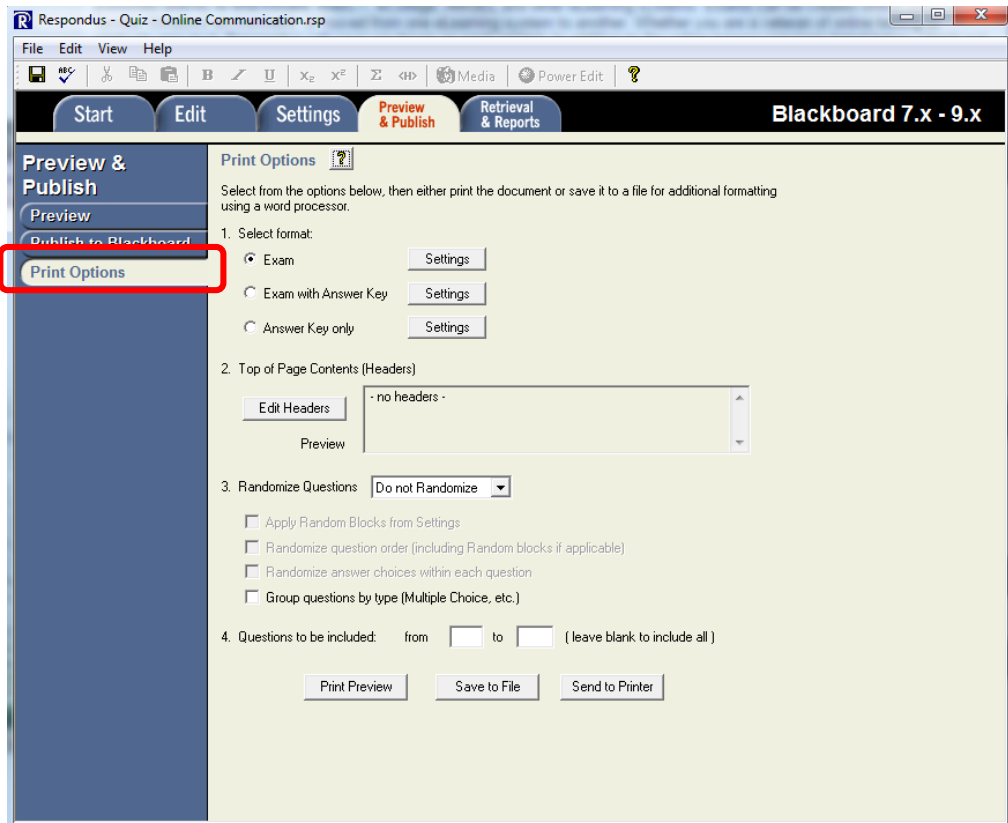 Respondus - Quiz - Online Communication.rsp
File Edit View Help
ABC B I U X₂ X² Σ <H> Media Power Edit ?
Start Edit Settings Preview & Publish Retrieval & Reports Blackboard 7.x - 9.x
Preview & Publish
Preview
Publish to Blackboard
Print Options
Print Options ?
Select from the options below, then either print the document or save it to a file for additional formatting
using a word processor.
1. Select format:
Exam Settings
Exam with Answer Key Settings
Answer Key only Settings
2. Top of Page Contents (Headers)
Edit Headers
- no headers -
Preview
3. Randomize Questions Do not Randomize
Apply Random Blocks from Settings
Randomize question order (including Random blocks if applicable)
Randomize answer choices within each question
Group questions by type (Multiple Choice, etc.)
4. Questions to be included: from to ( leave blank to include all )
Print Preview Save to File Send to Printer